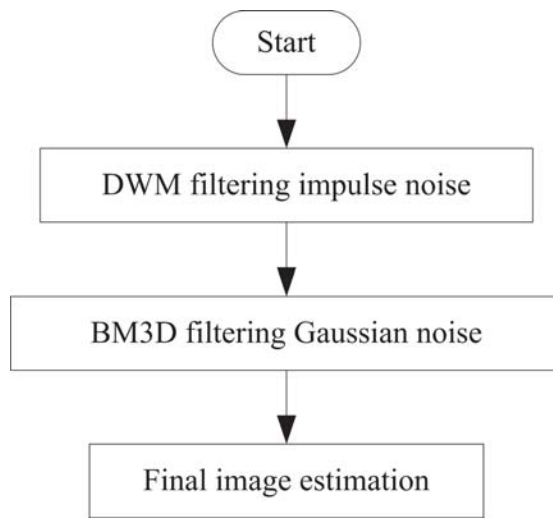 Start
DWM filtering impulse noise
BM3D filtering Gaussian noise
Final image estimation